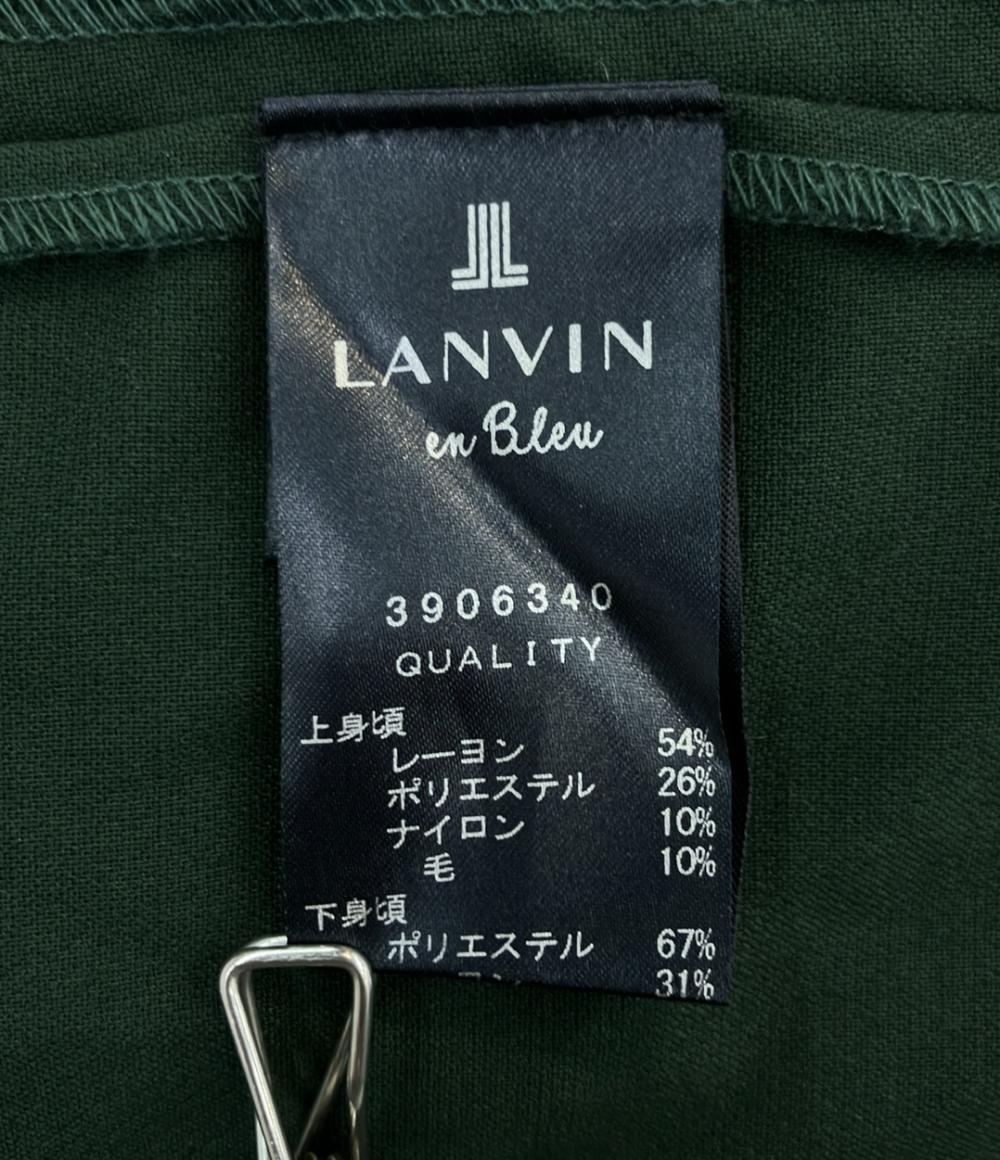 LANVIN
en Bleu
3906340
QUALITY
上身頃
レーヨン 54%
ポリエステル 26%
ナイロン 10%
毛 10%
下身頃
ポリエステル 67%
31%